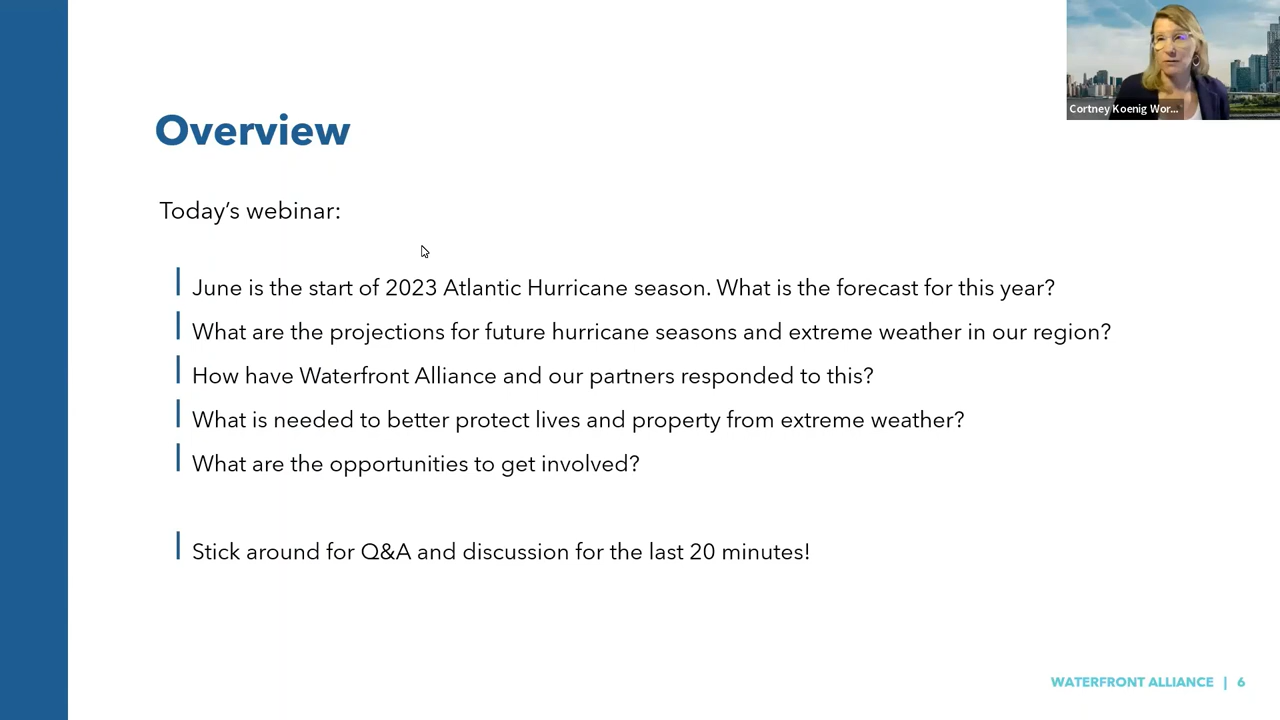 Cortney Koenig Wor...
Overview
Today's webinar:
June is the start of 2023 Atlantic Hurricane season. What is the forecast for this year?
What are the projections for future hurricane seasons and extreme weather in our region?
How have Waterfront Alliance and our partners responded to this?
What is needed to better protect lives and property from extreme weather?
What are the opportunities to get involved?
Stick around for Q&A and discussion for the last 20 minutes!
WATERFRONT ALLIANCE | 6